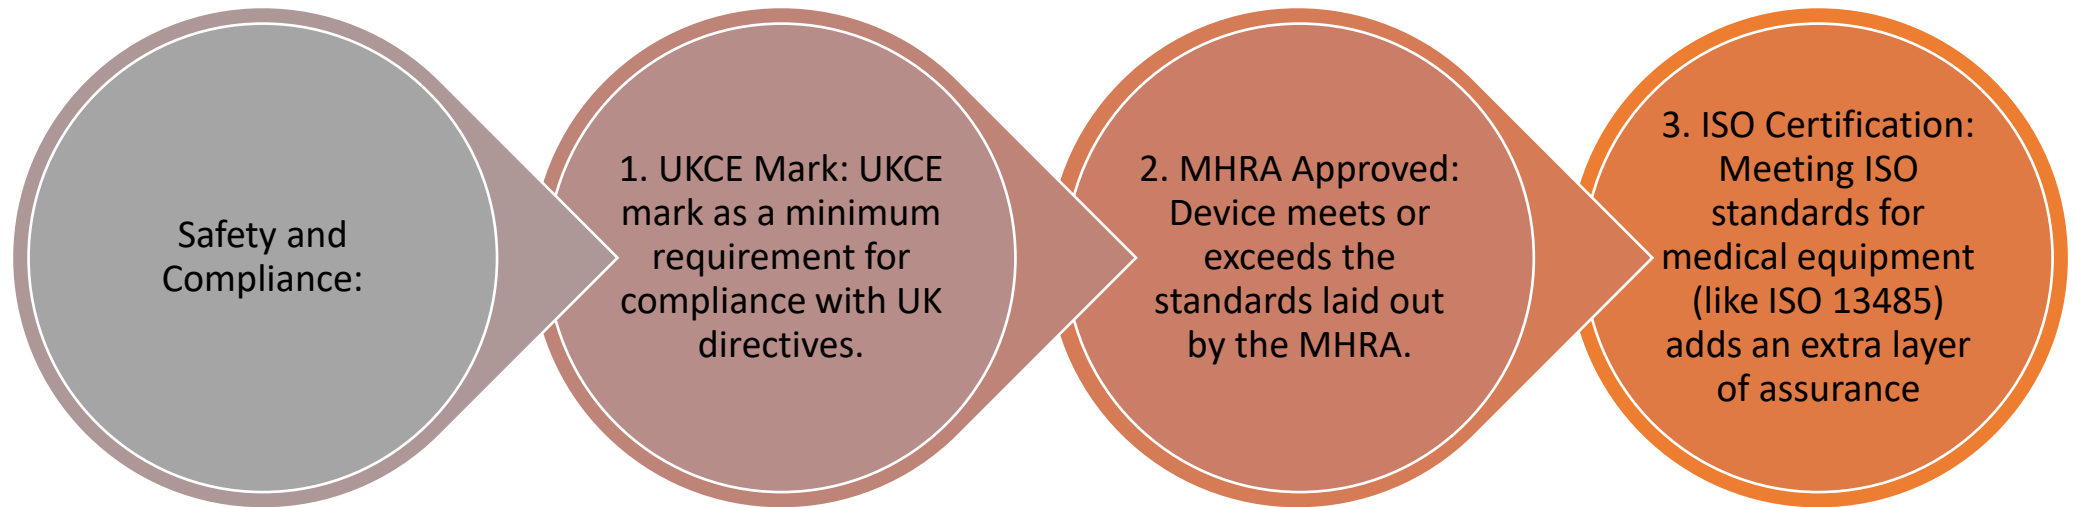 Safety and
Compliance:
1. UKCE Mark: UKCE
mark as a minimum
requirement for
compliance with UK
directives.
2. MHRA Approved:
Device meets or
exceeds the
standards laid out
by the MHRA.
3. ISO Certification:
Meeting ISO
standards for
medical equipment
(like ISO 13485)
adds an extra layer
of assurance